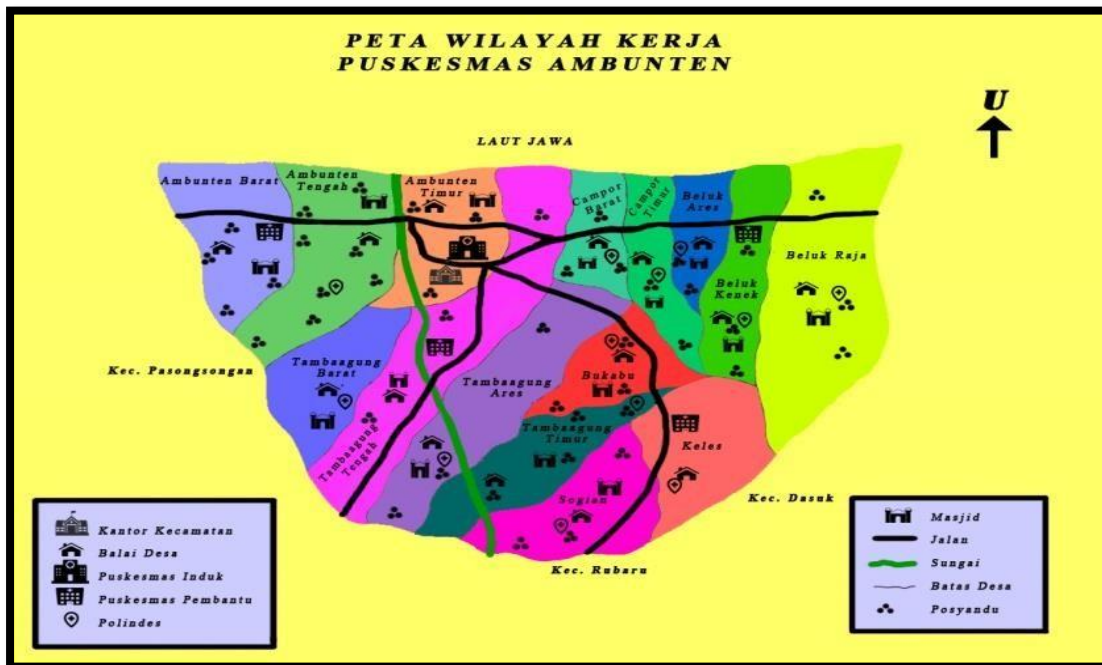 PETA WILAYAH KERJA
PUSKESMAS AMBUNTEN
U
LAUT JAWA
Ambunten Barat
Ambunten
Tengah
Ambunten
Timur
Campor
Barat
Campor
Timur
Beluk
Ares
Beluk Raja
Beluk
Kenek
Kec. Pasongsongan
Tambaagung
Barat
Tambaagung
Ares
Bukabu
Tambaagung
Tengah
Tambaagung
Timur
Keles
Sogian
Kec. Dasuk
Kec. Rubaru
Kantor Kecamatan
Balai Desa
Puskesmas Induk
Puskesmas Pembantu
Polindes
Masjid
Jalan
Sungai
Batas Desa
Posyandu